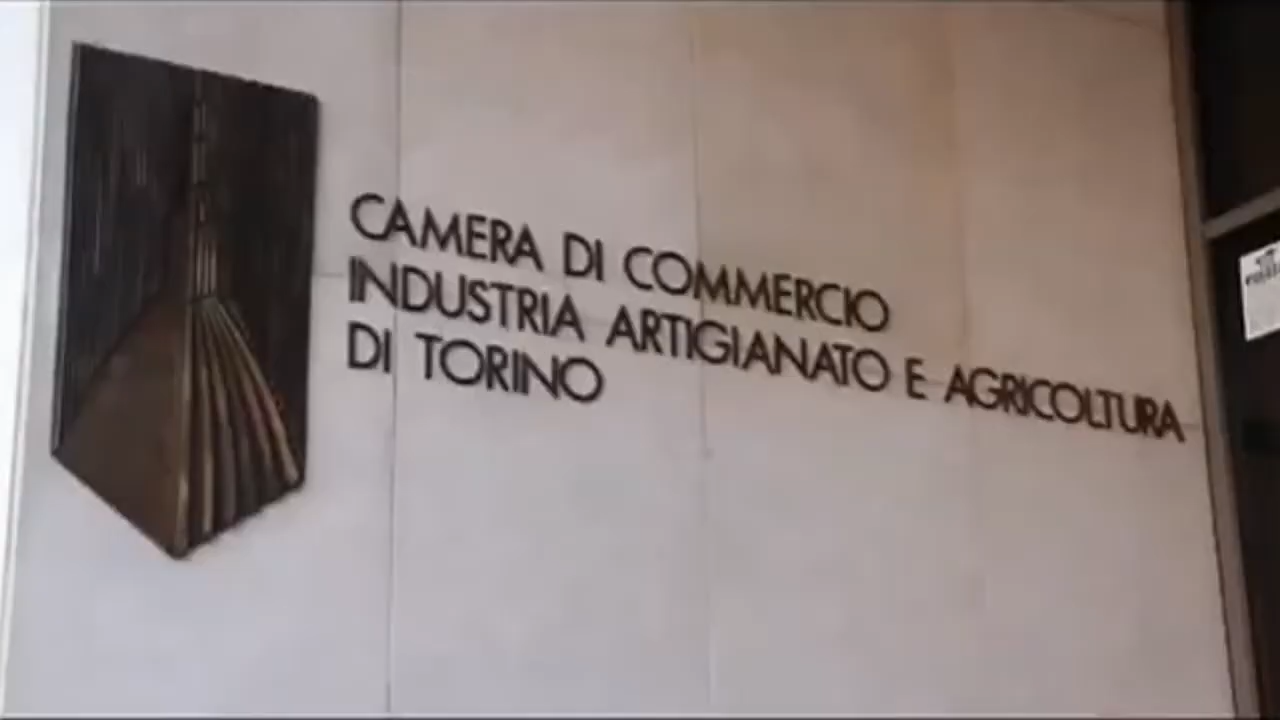 CAMERA DI COMMERCIO
INDUSTRIA ARTIGIANATO E AGRICOLTURA
DI TORINO